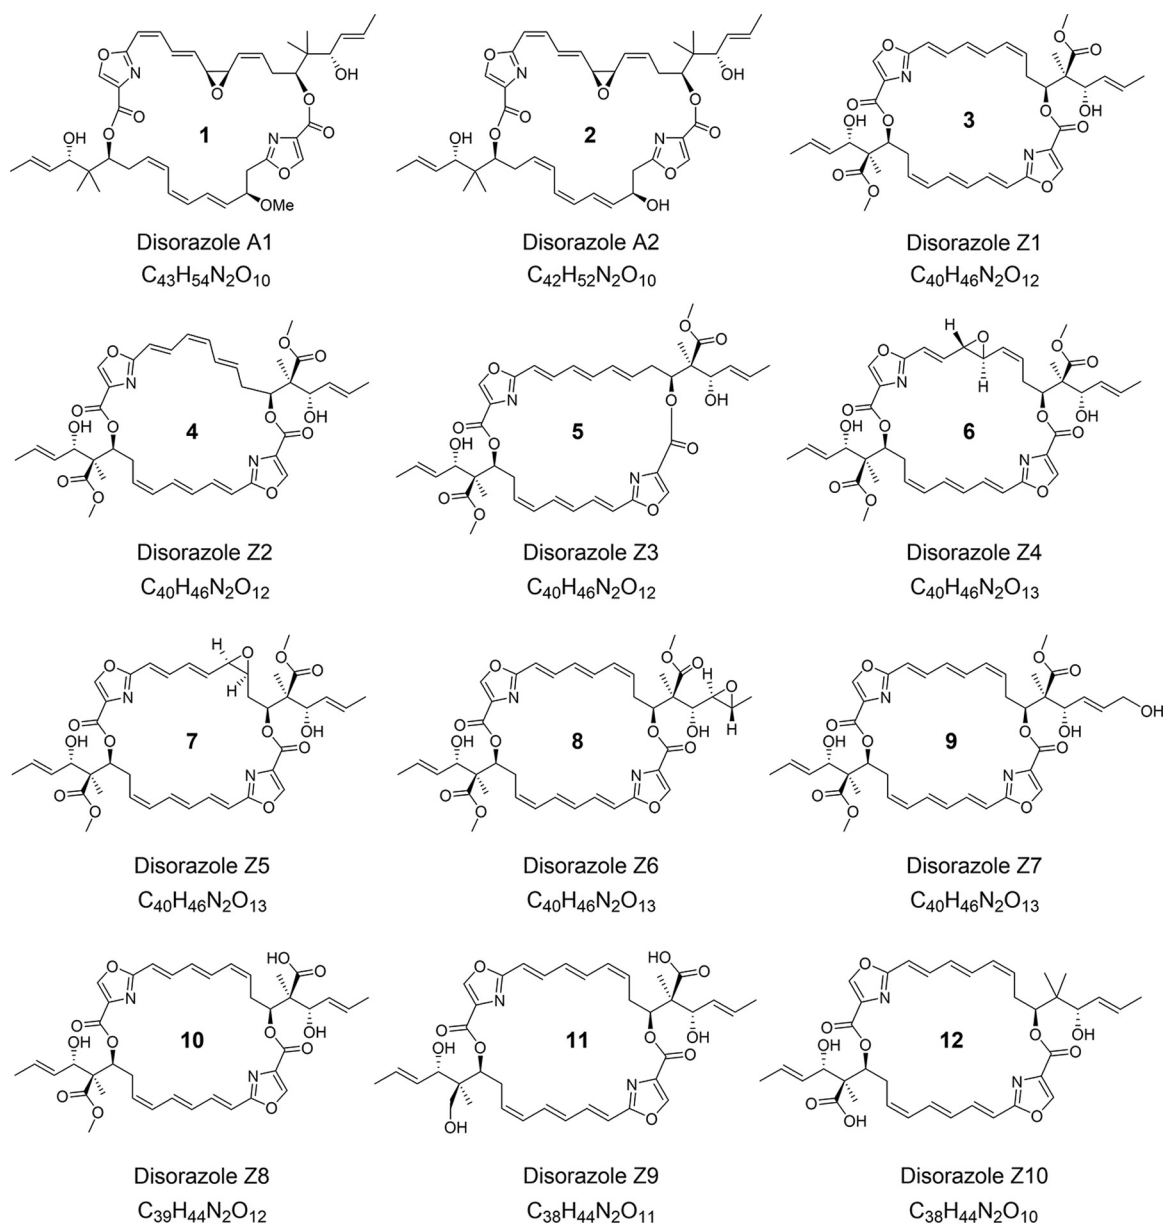 1
OMe
Disorazole A1
C₄₃H₅₄N₂O₁₀
2
Disorazole A2
C₄₂H₅₂N₂O₁₀
3
Disorazole Z1
C₄₀H₄₆N₂O₁₂
4
Disorazole Z2
C₄₀H₄₆N₂O₁₂
5
Disorazole Z3
C₄₀H₄₆N₂O₁₂
6
Disorazole Z4
C₄₀H₄₆N₂O₁₃
7
Disorazole Z5
C₄₀H₄₆N₂O₁₃
8
Disorazole Z6
C₄₀H₄₆N₂O₁₃
9
Disorazole Z7
C₄₀H₄₆N₂O₁₃
10
Disorazole Z8
C₃₉H₄₄N₂O₁₂
11
Disorazole Z9
C₃₈H₄₄N₂O₁₁
12
Disorazole Z10
C₃₈H₄₄N₂O₁₀